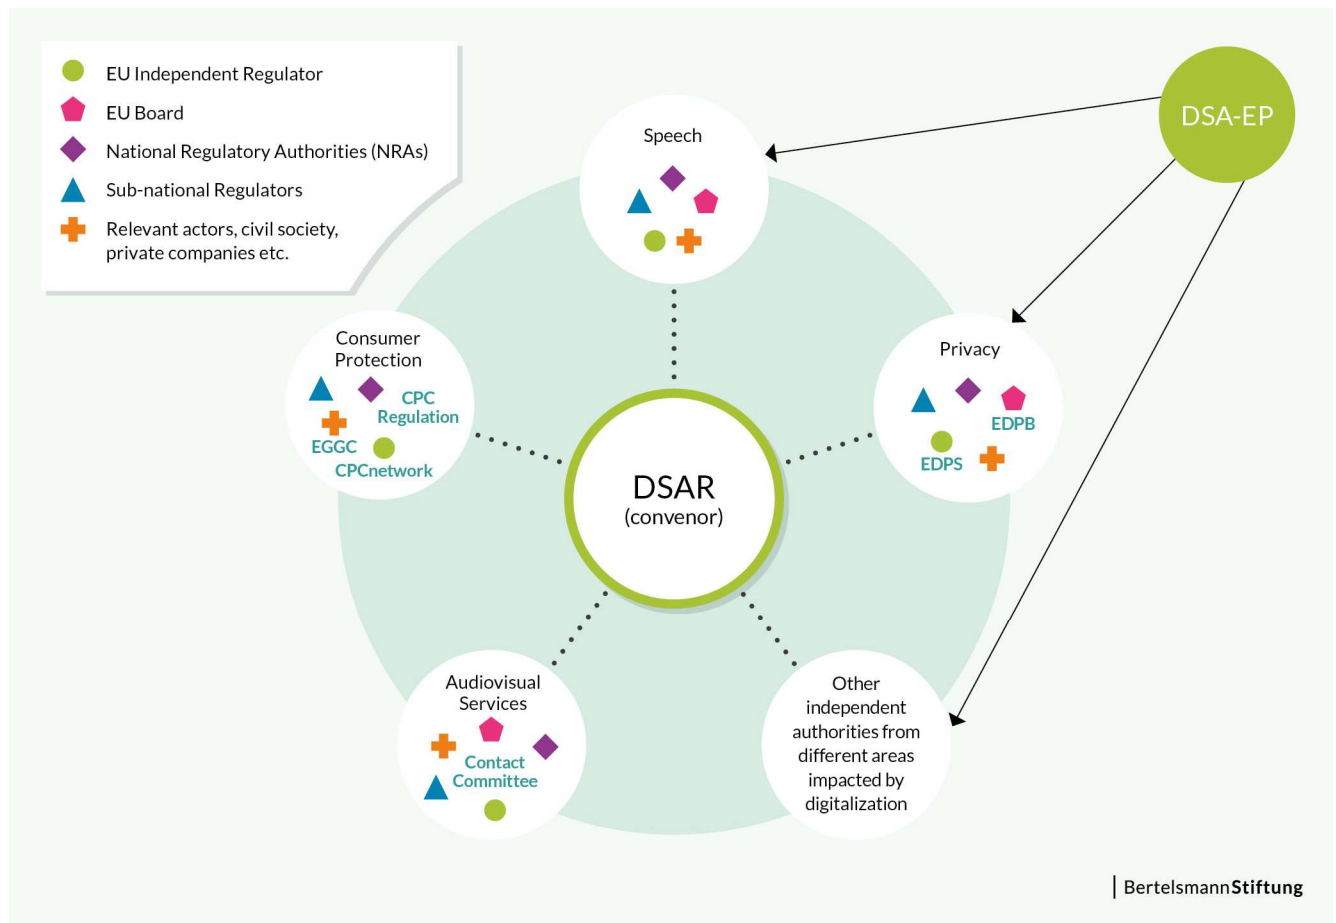 EU Independent Regulator
EU Board
National Regulatory Authorities (NRAs)
Sub-national Regulators
Relevant actors, civil society,
private companies etc.
DSA-EP
Speech
Consumer
Protection
CPC
Regulation
EGGC
CPCnetwork
Privacy
EDPB
EDPS
DSAR
(convenor)
Audiovisual
Services
Contact
Committee
Other
independent
authorities from
different areas
impacted by
digitalization
BertelsmannStiftung